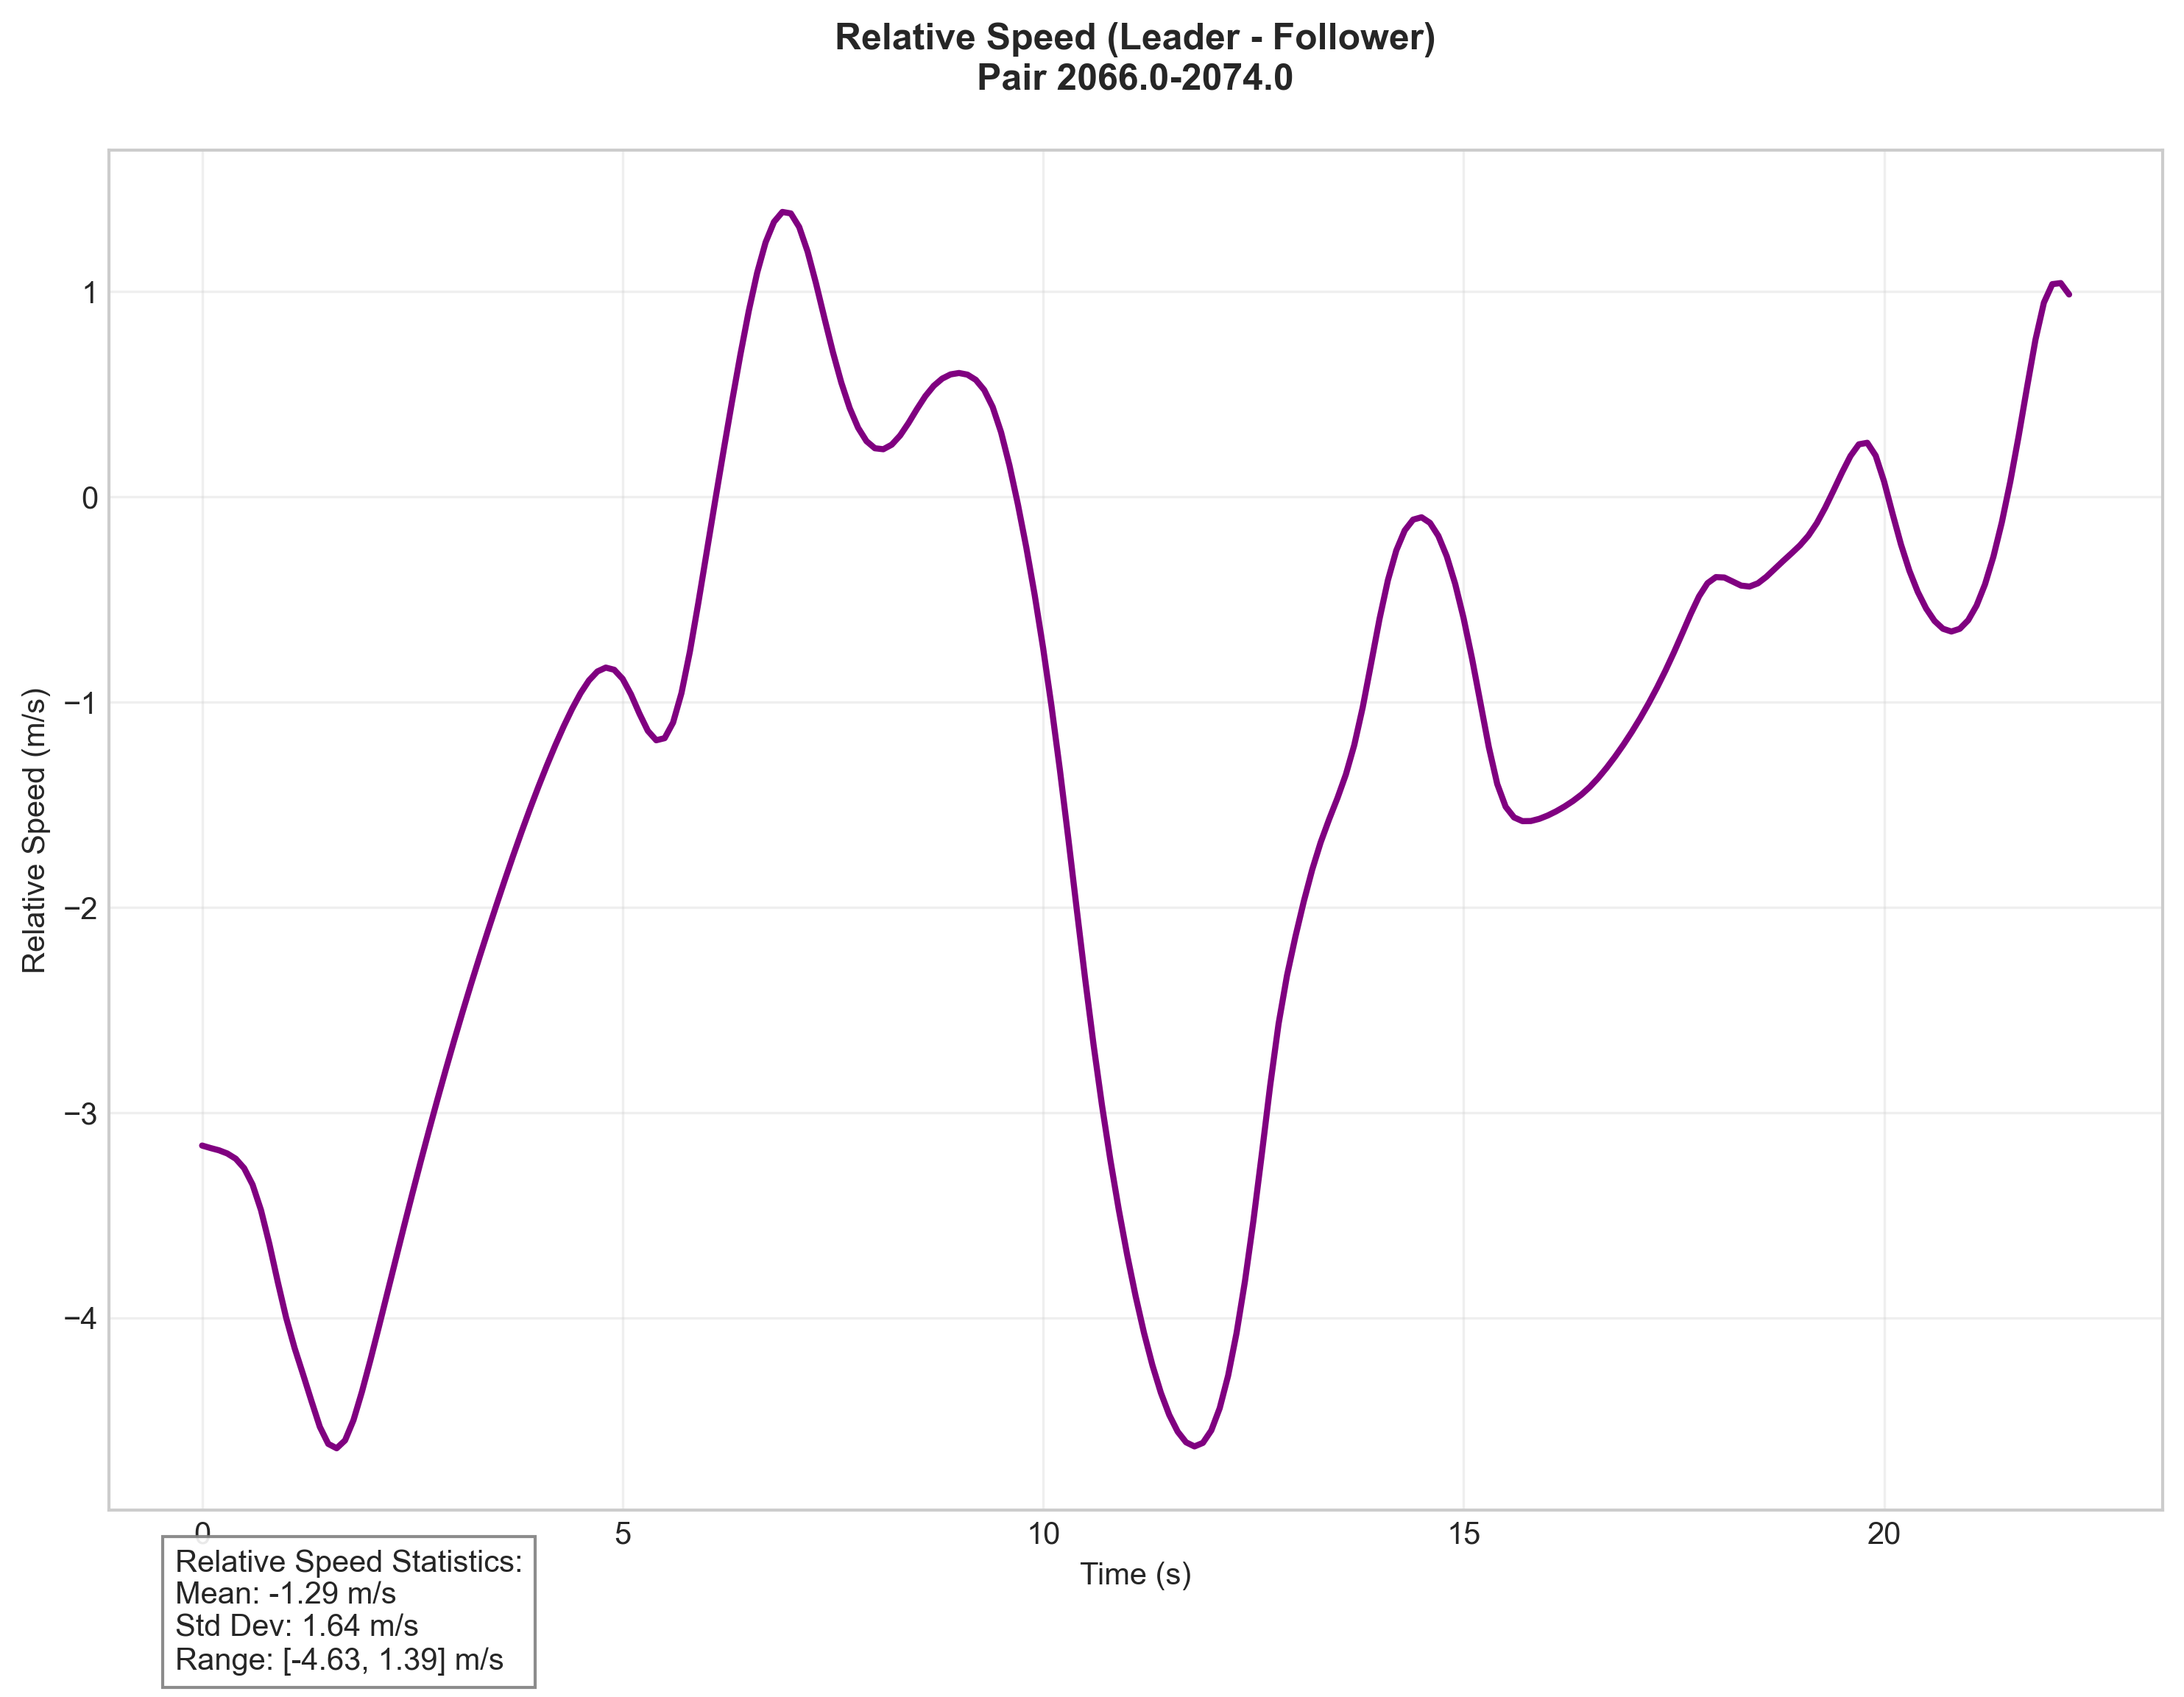 Relative Speed (Leader - Follower)
Pair 2066.0-2074.0
Relative Speed (m/s)
1
0
−1
−2
−3
−4
0
5
10
15
20
Time (s)
Relative Speed Statistics:
Mean: -1.29 m/s
Std Dev: 1.64 m/s
Range: [-4.63, 1.39] m/s